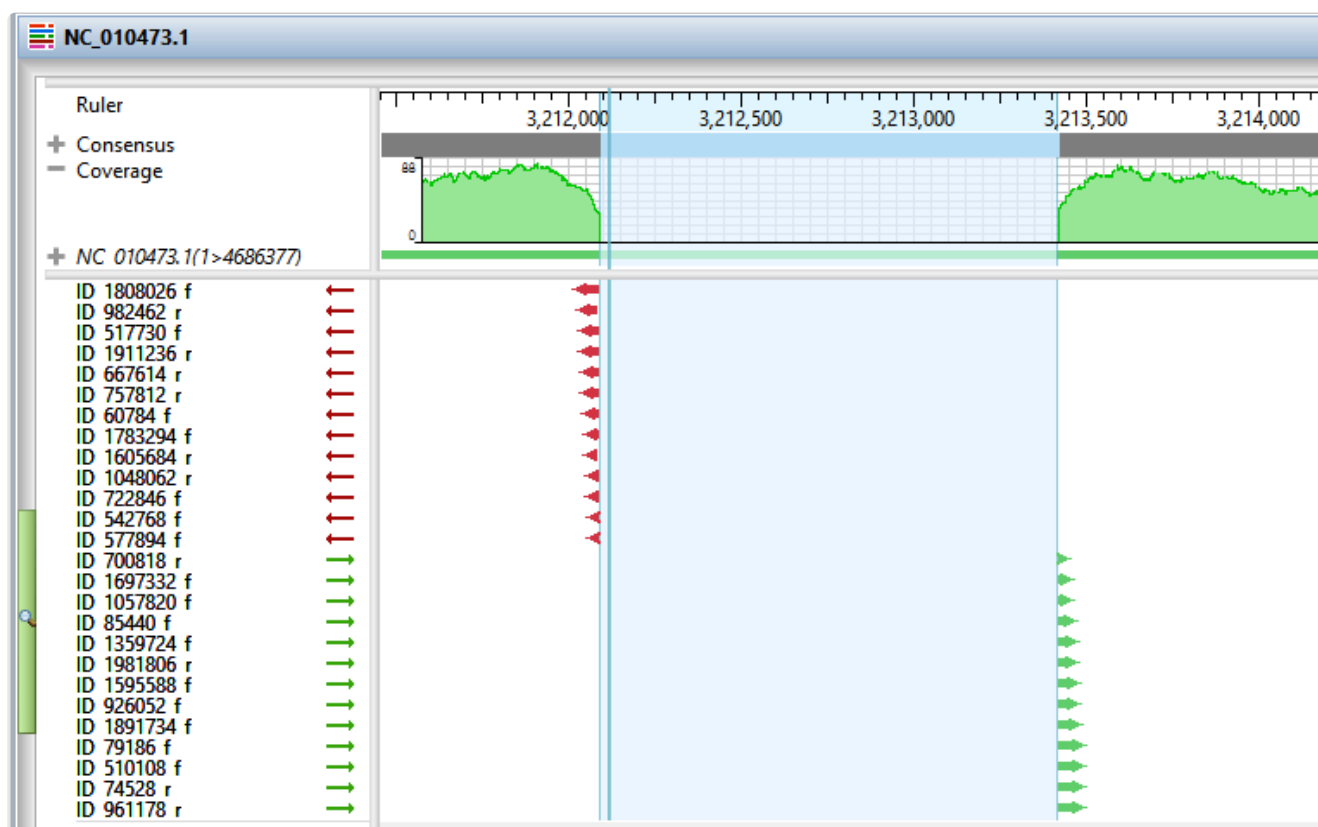 NC_010473.1
Ruler
3,212,000 3,212,500 3,213,000 3,213,500 3,214,000
Consensus
Coverage
88
0
NC_010473.1(1>4686377)
ID 1808026 f
ID 982462 r
ID 517730 f
ID 1911236 r
ID 667614 r
ID 757812 r
ID 60784 f
ID 1783294 f
ID 1605684 r
ID 1048062 r
ID 722846 f
ID 542768 f
ID 577894 f
ID 700818 r
ID 1697332 f
ID 1057820 f
ID 85440 f
ID 1359724 f
ID 1981806 r
ID 1595588 f
ID 926052 f
ID 1891734 f
ID 79186 f
ID 510108 f
ID 74528 r
ID 961178 r